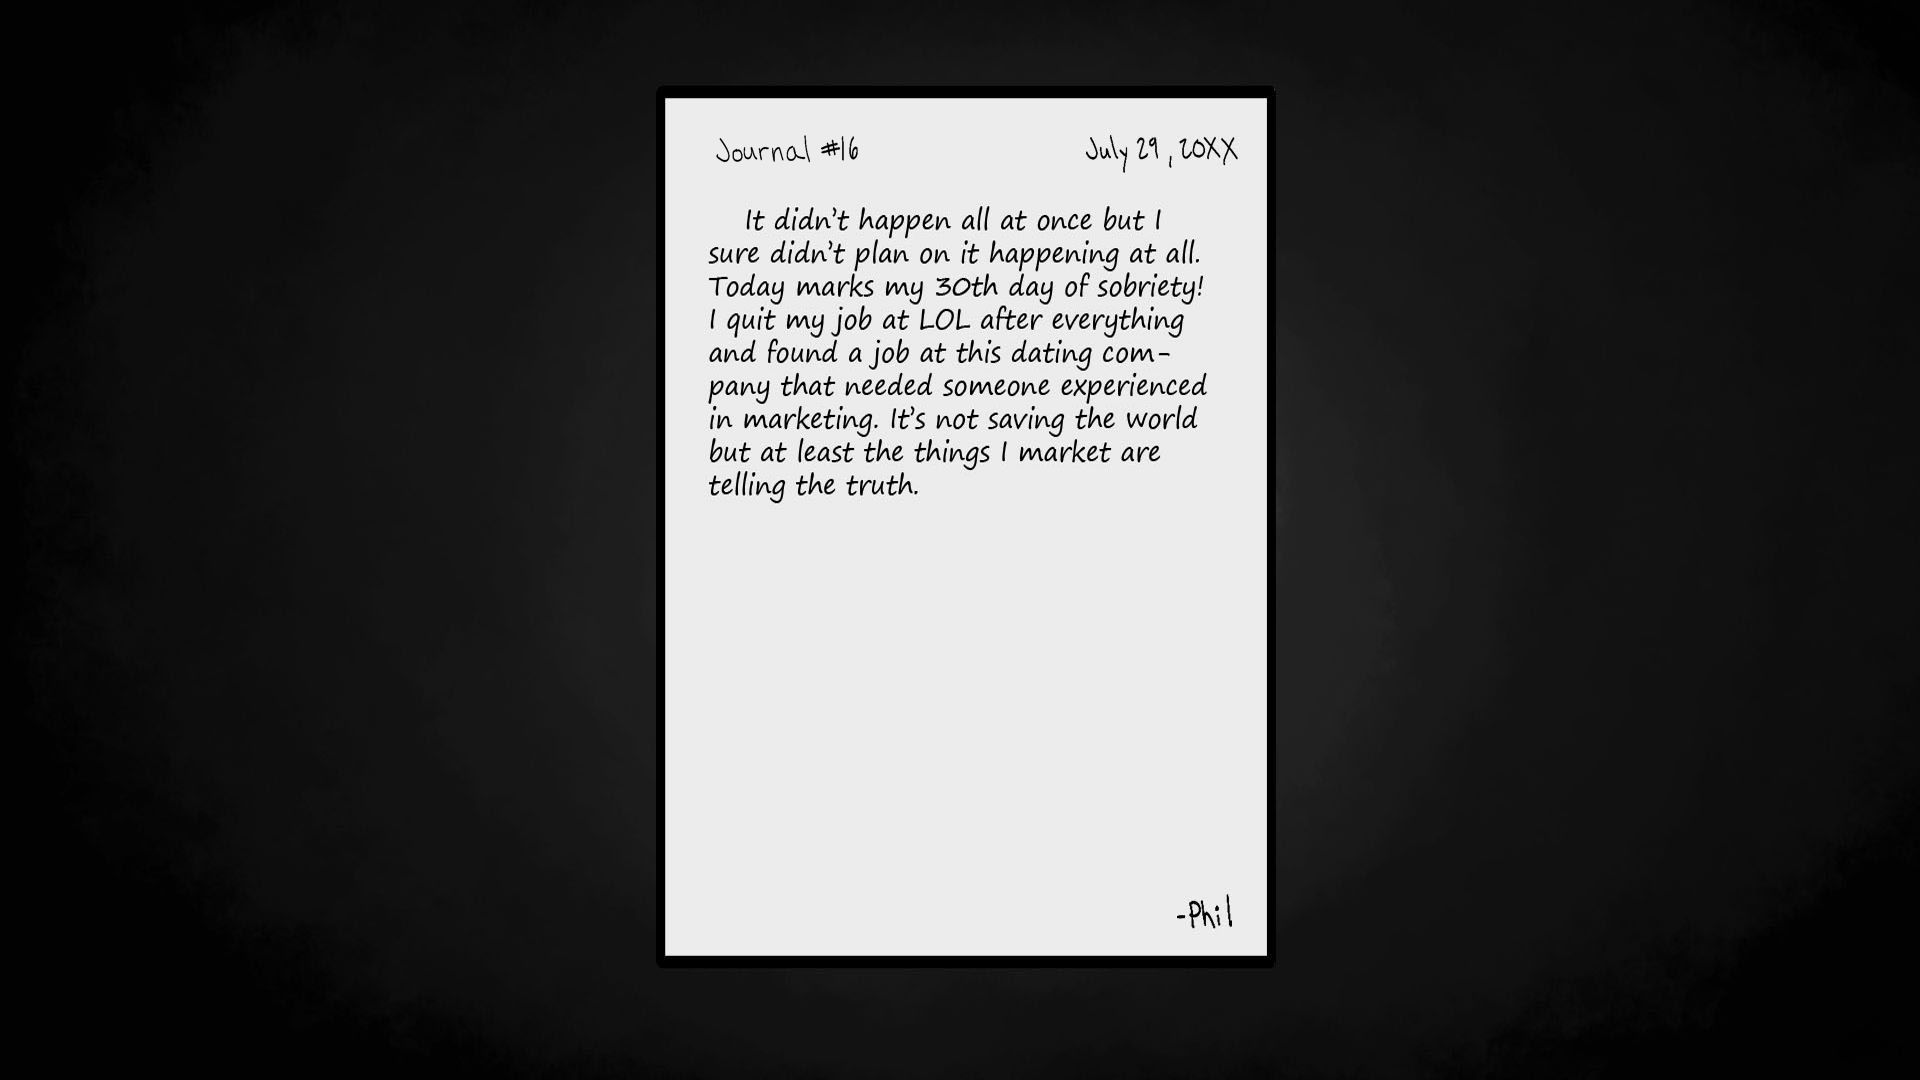 Journal #16 July 29, 20XX
It didn't happen all at once but I
sure didn't plan on it happening at all.
Today marks my 30th day of sobriety!
I quit my job at LOL after everything
and found a job at this dating com-
pany that needed someone experienced
in marketing. It's not saving the world
but at least the things I market are
telling the truth.
-Phil